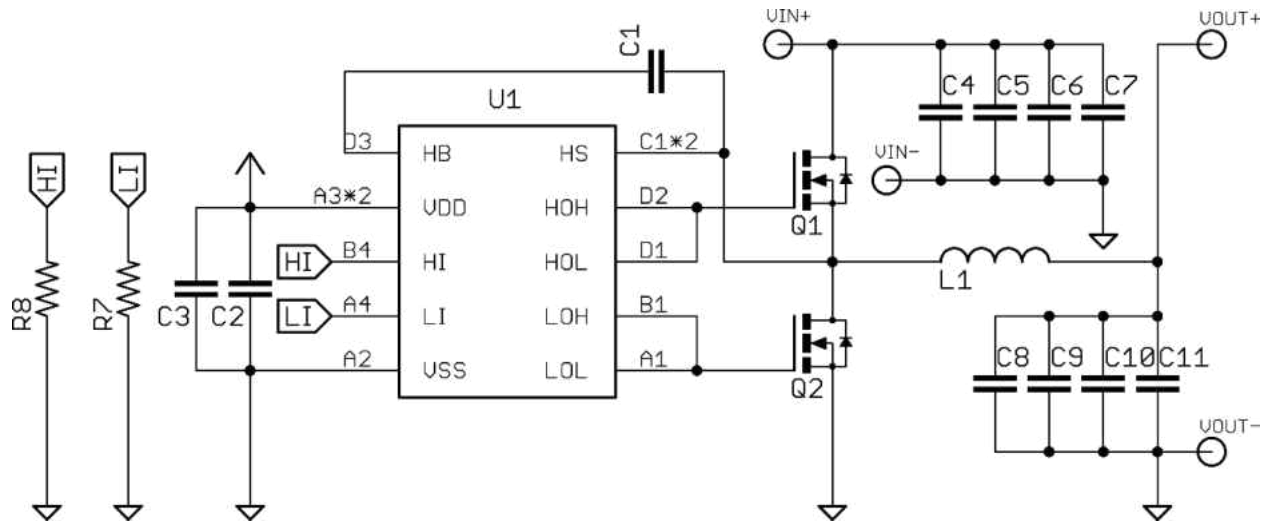 VIN+
VOUT+
C1
U1
C4
C5
C6
C7
D3
HB
HS
C1*2
HI
LI
VIN-
A3*2
VDD
HOH
D2
Q1
HI
B4
HI
HOL
D1
L1
R8
R7
C3
C2
LI
A4
LI
LOH
B1
C8
C9
C10
C11
A2
VSS
LOL
A1
Q2
VOUT-